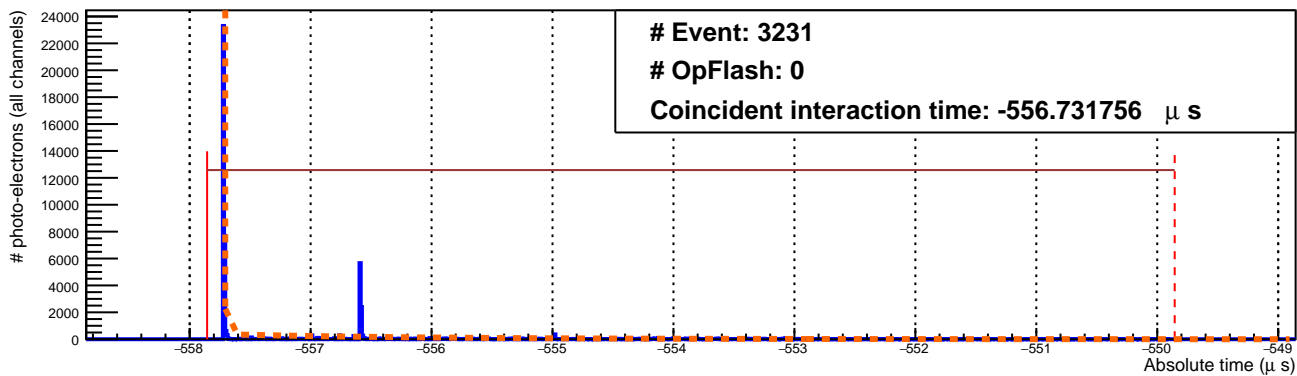 # photo-electrons (all channels)
24000
22000
20000
18000
16000
14000
12000
10000
8000
6000
4000
2000
0
# Event: 3231
# OpFlash: 0
Coincident interaction time: -556.731756 μ s
−558 −557 −556 −555 −554 −553 −552 −551 −550 −549
Absolute time (μ s)